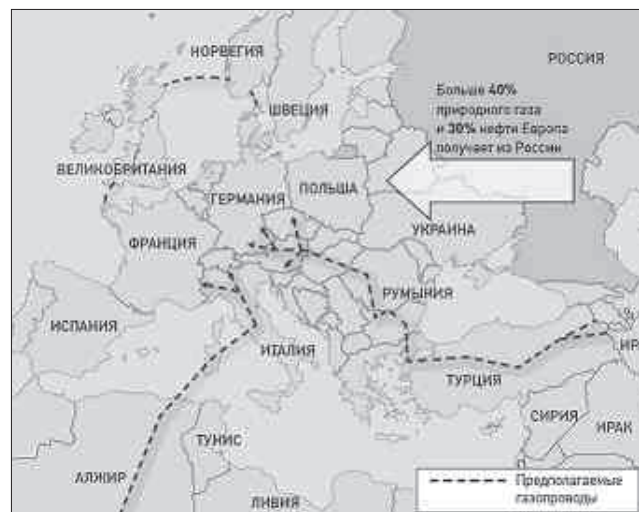 НОРВЕГИЯ
РОССИЯ
Больше 40%
природного газа
и 30% нефти Европа
получает из России
ШВЕЦИЯ
ВЕЛИКОБРИТАНИЯ
ГЕРМАНИЯ
ПОЛЬША
УКРАИНА
ФРАНЦИЯ
РУМЫНИЯ
ИСПАНИЯ
ИТАЛИЯ
ТУРЦИЯ
ИР
СИРИЯ
ИРАК
ТУНИС
АЛЖИР
ЛИВИЯ
Предполагаемые
газопроводы